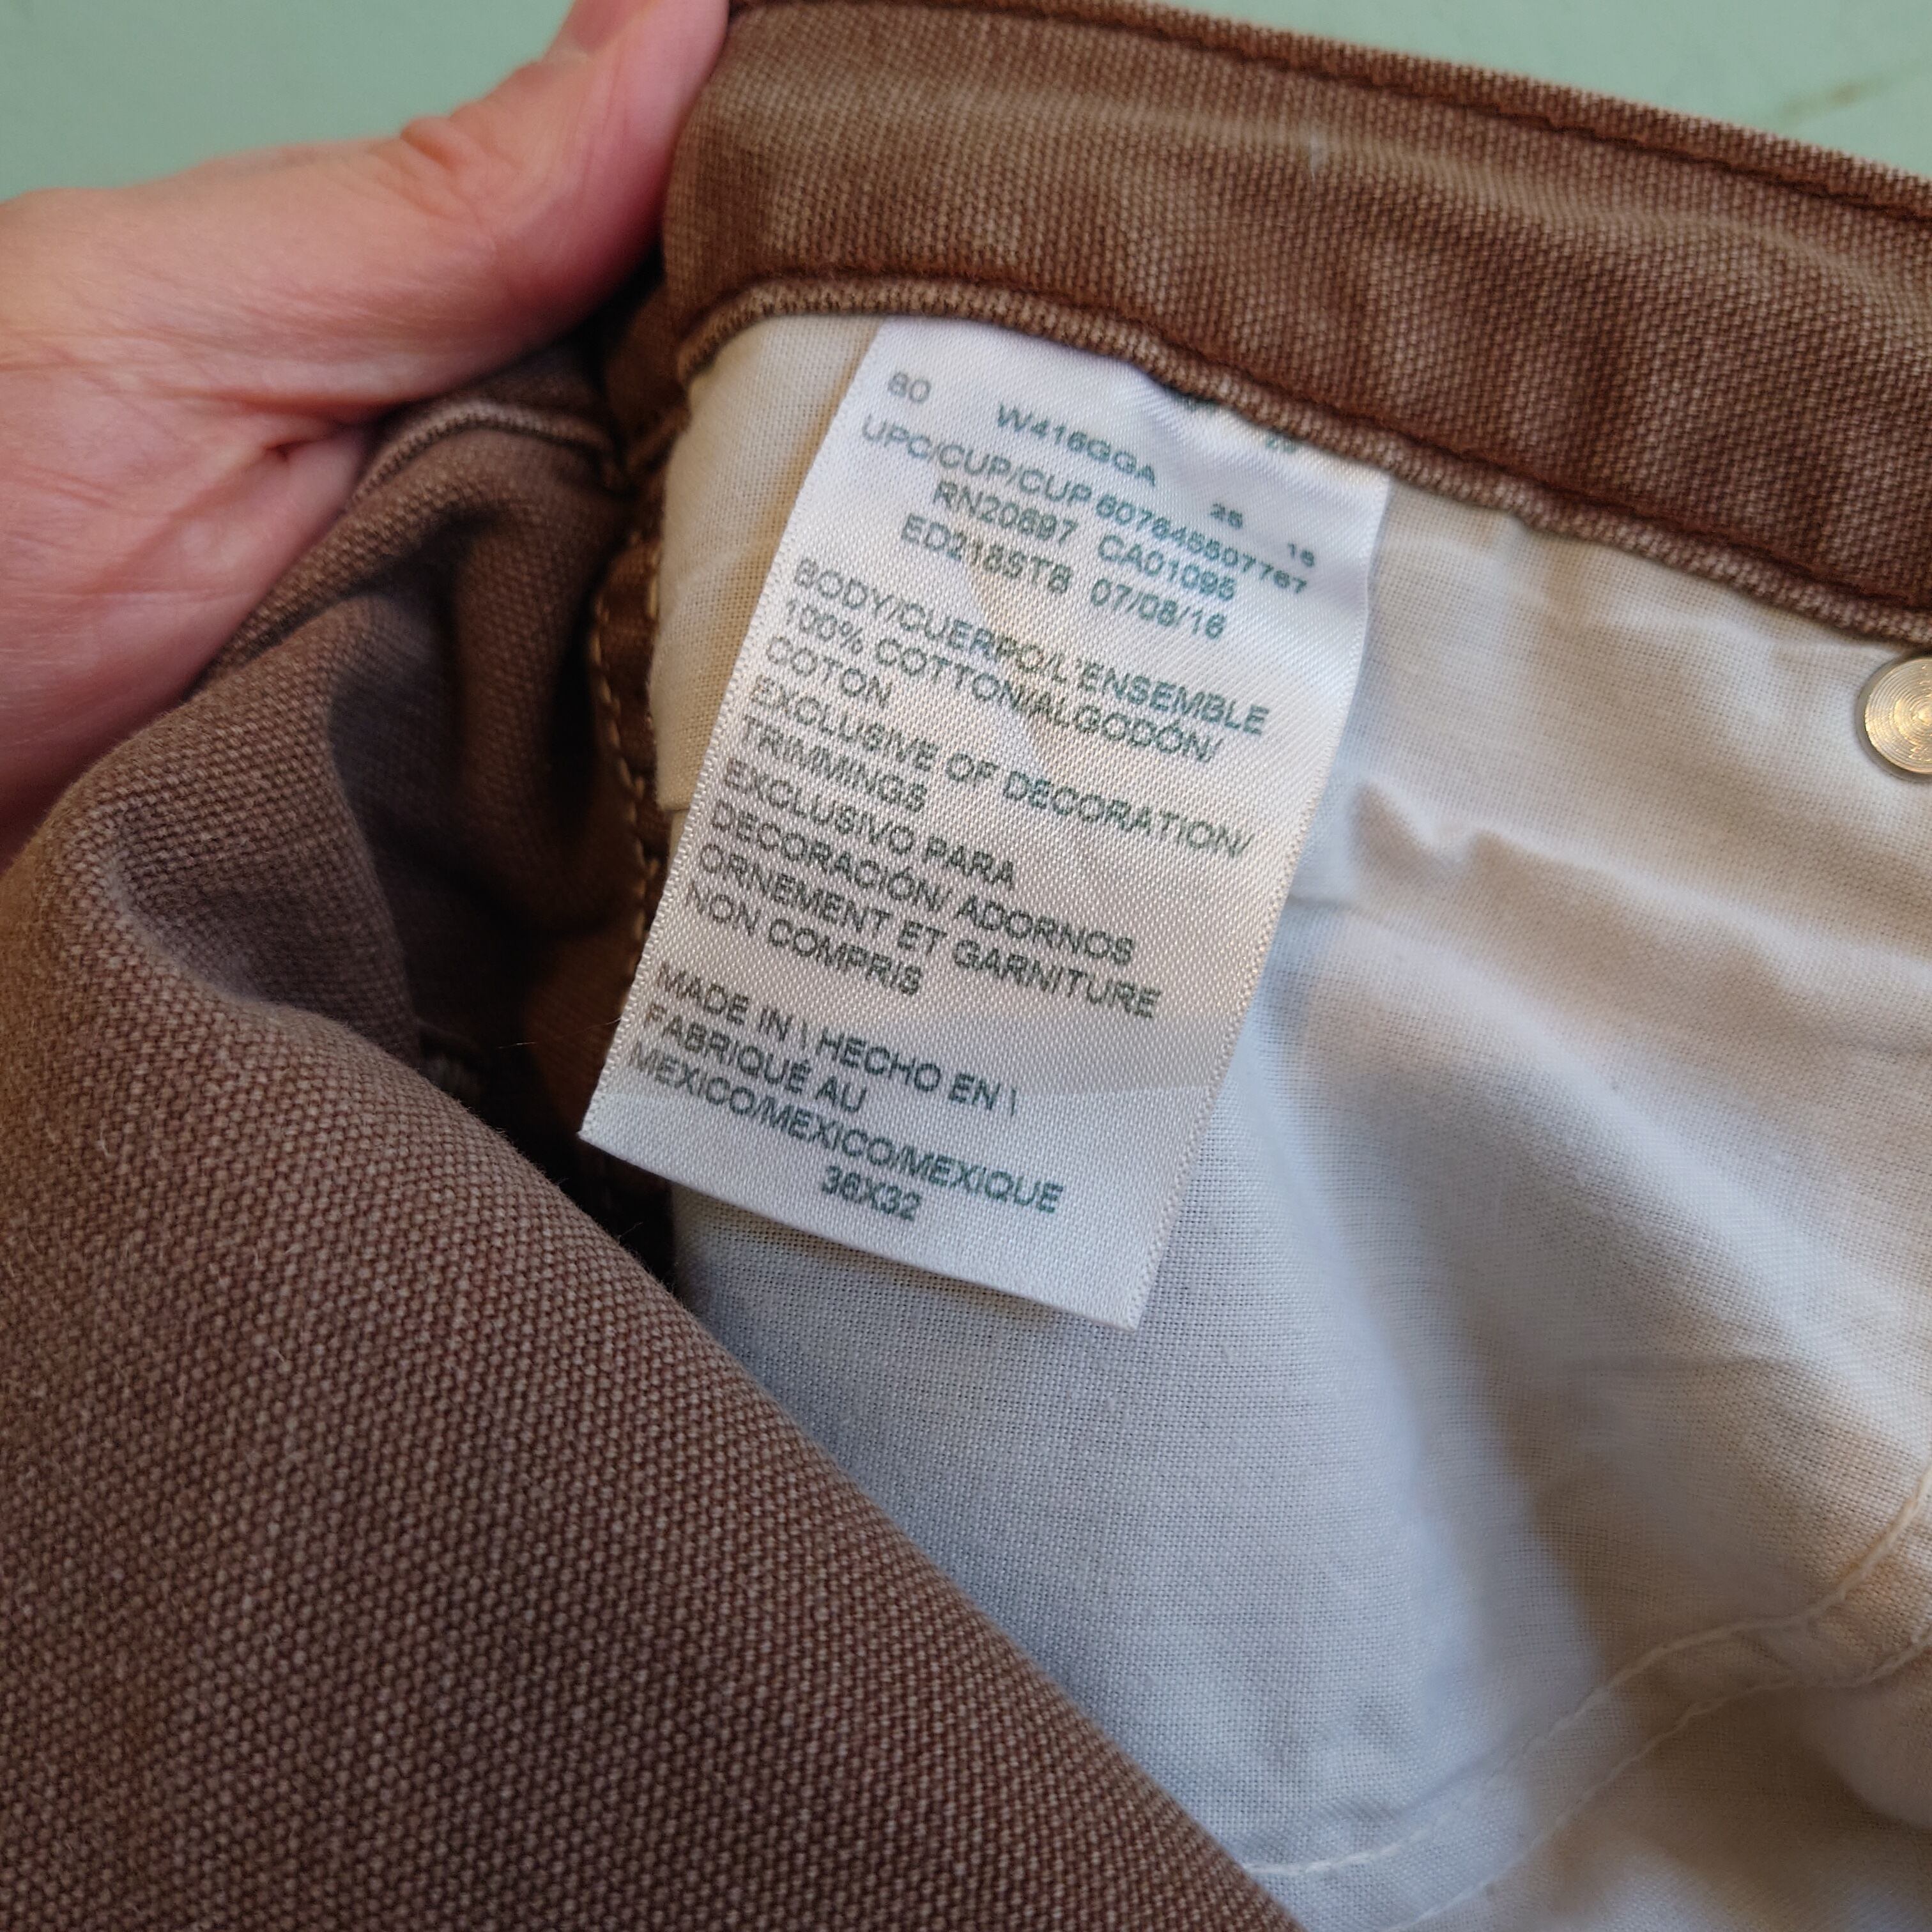 60 W416GGA 25
UPC/CUP/CUP 607645507767
RN20697 CA01095
ED218STB 07/08/16
BODY/CUERPO/L'ENSEMBLE
100% COTTON/ALGODÓN/
COTON
EXCLUSIVE OF DECORATION/
TRIMMINGS
EXCLUSIVO PARA
DECORACIÓN/ ADORNOS
ORNEMENT ET GARNITURE
NON COMPRIS
MADE IN \ HECHO EN \
FABRIQUÉ AU
MEXICO/MEXICO/MEXIQUE
36X32